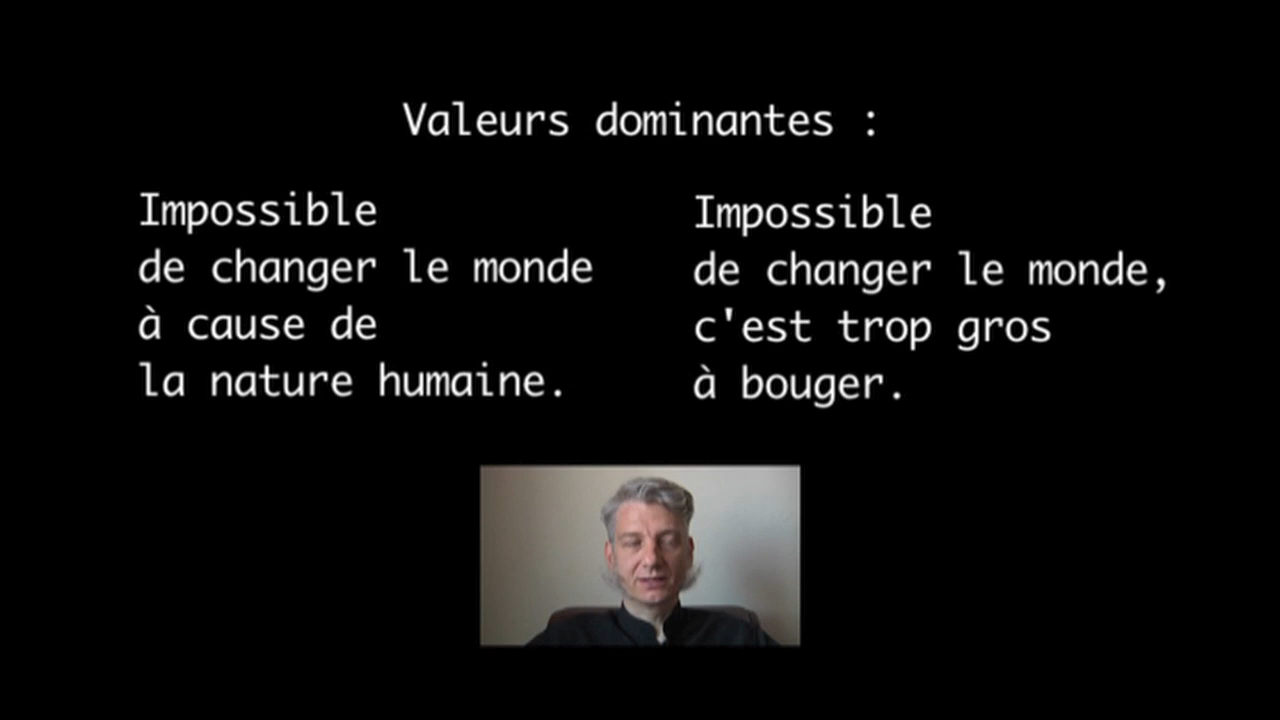 Valeurs dominantes :
Impossible
de changer le monde
à cause de
la nature humaine.
Impossible
de changer le monde,
c'est trop gros
à bouger.